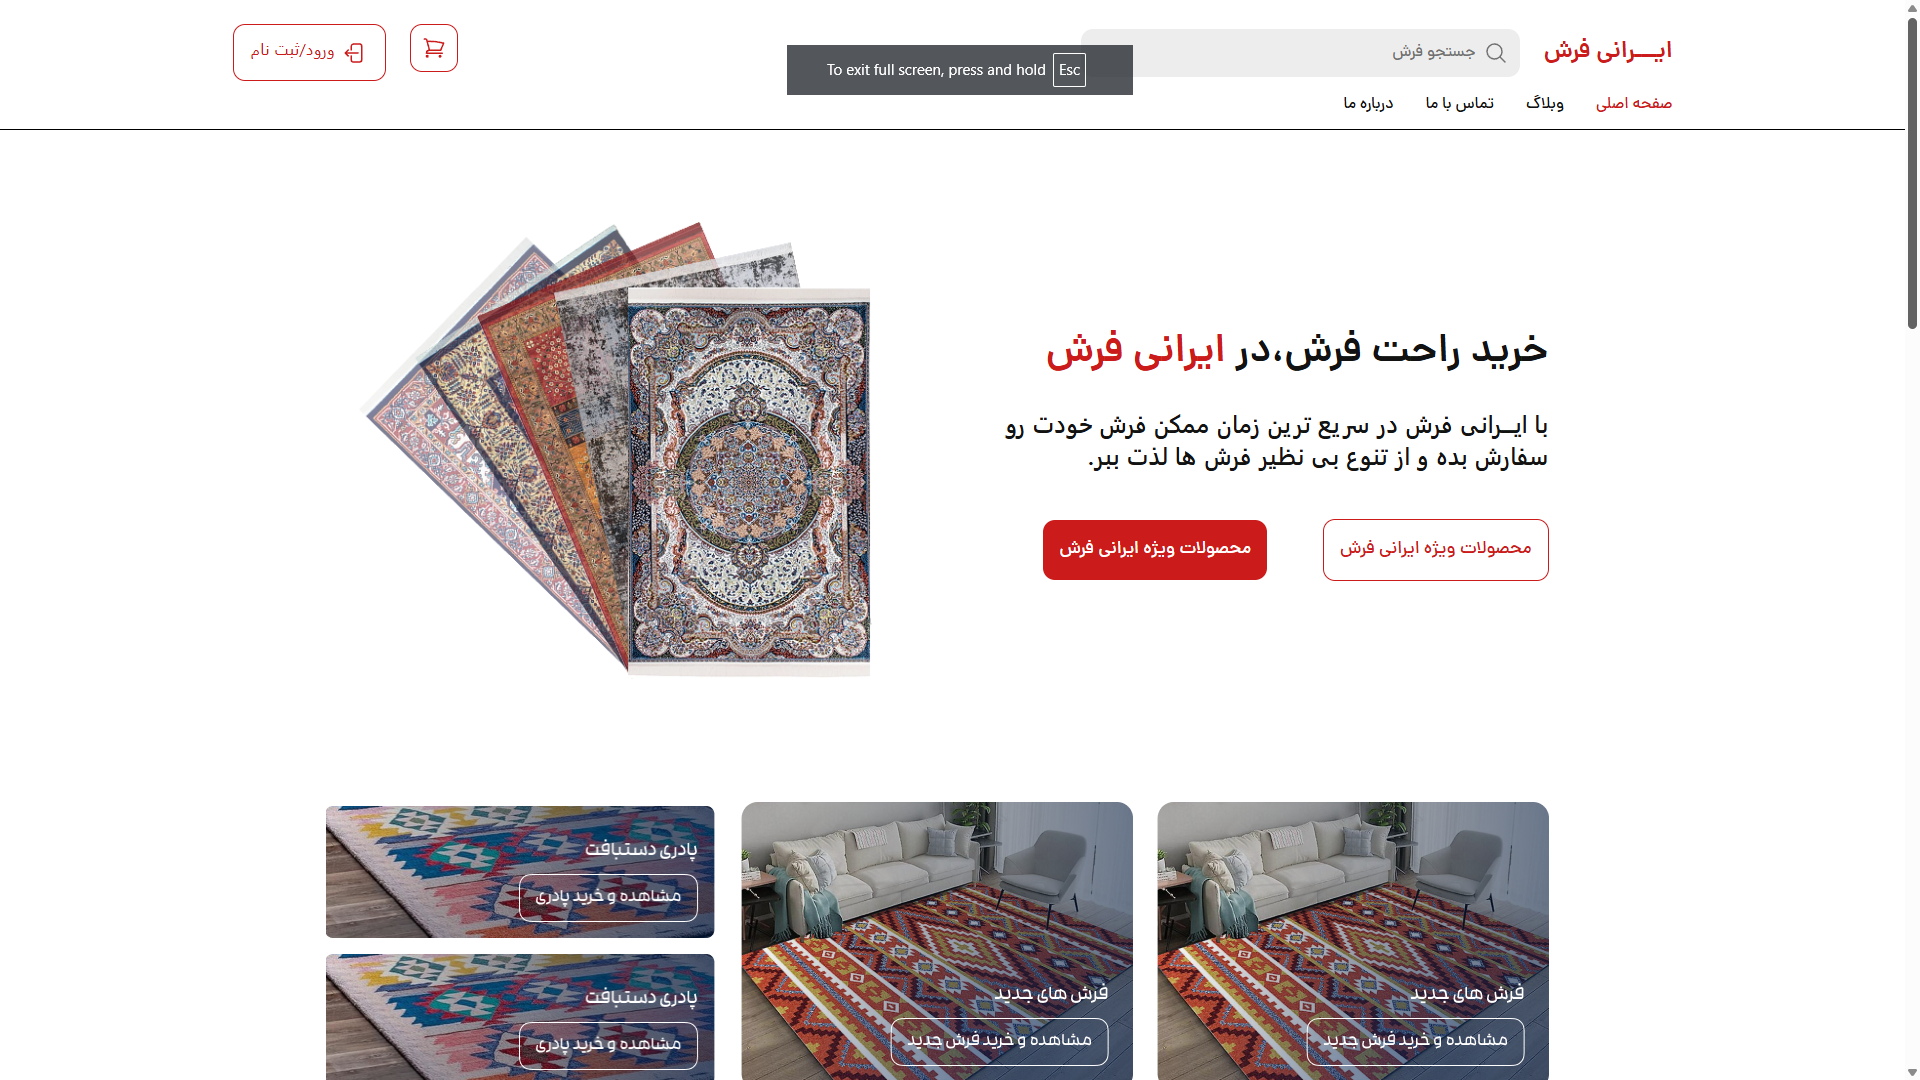 ایـــرانی فرش
جستجو فرش
To exit full screen, press and hold Esc
ورود/ثبت نام
صفحه اصلی
وبلاگ
تماس با ما
درباره ما
خرید راحت فرش،در ایرانی فرش
با ایــرانی فرش در سریع ترین زمان ممکن فرش خودت رو
سفارش بده و از تنوع بی نظیر فرش ها لذت ببر.
محصولات ویژه ایرانی فرش
محصولات ویژه ایرانی فرش
فرش های جدید
مشاهده و خرید فرش جدید
فرش های جدید
مشاهده و خرید فرش جدید
پادری دستبافت
مشاهده و خرید پادری
پادری دستبافت
مشاهده و خرید پادری